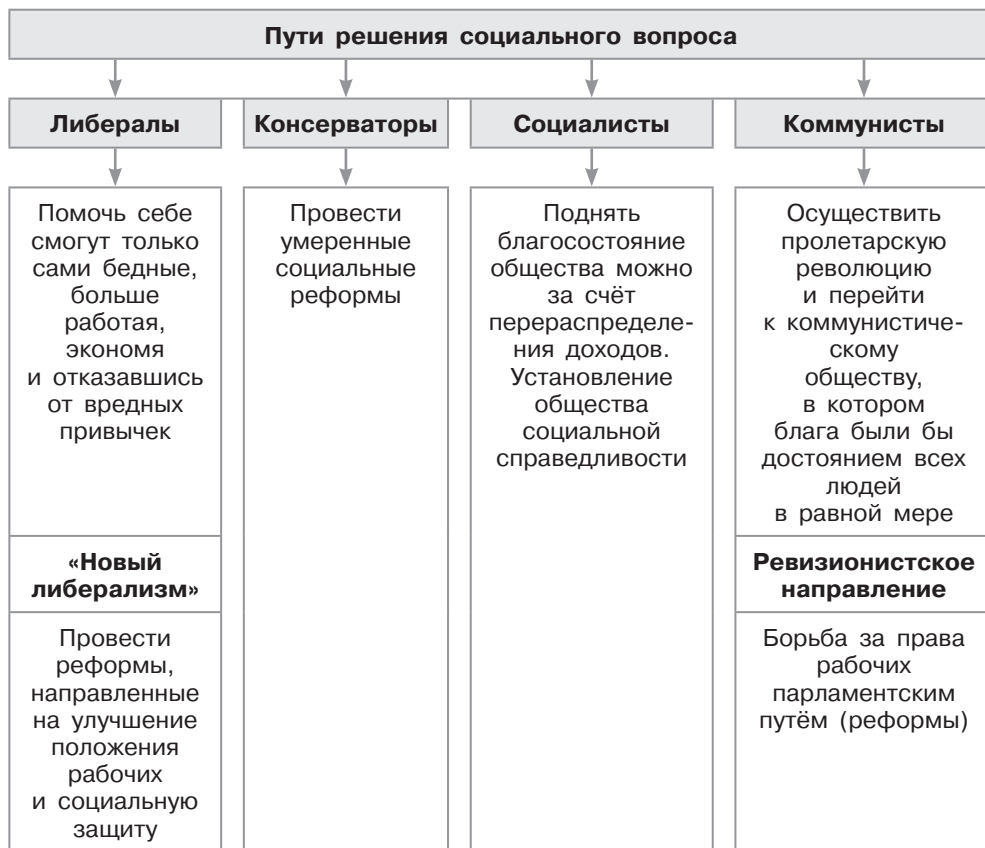 Пути решения социального вопроса
Либералы
Консерваторы
Социалисты
Коммунисты
Помочь себе
смогут только
сами бедные,
больше
работая,
экономя
и отказавшись
от вредных
привычек
«Новый
либерализм»
Провести
реформы,
направленные
на улучшение
положения
рабочих
и социальную
защиту
Провести
умеренные
социальные
реформы
Поднять
благосостояние
общества можно
за счёт
перераспределе-
ния доходов.
Установление
общества
социальной
справедливости
Осуществить
пролетарскую
революцию
и перейти
к коммунистиче-
скому
обществу,
в котором
блага были бы
достоянием всех
людей
в равной мере
Ревизионистское
направление
Борьба за права
рабочих
парламентским
путём (реформы)